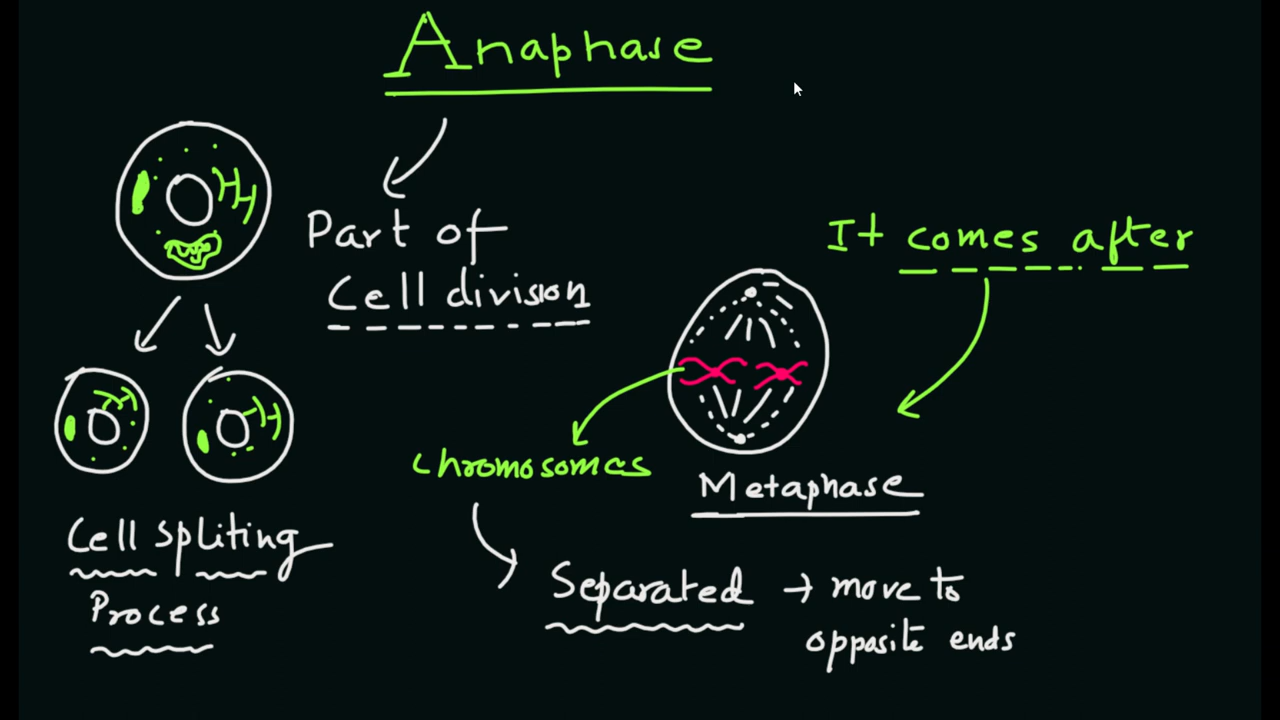 Anaphase
Part of
Cell division
It comes after
Chromosomes
Metaphase
Cell spliting
Process
Separated → move to
opposite ends